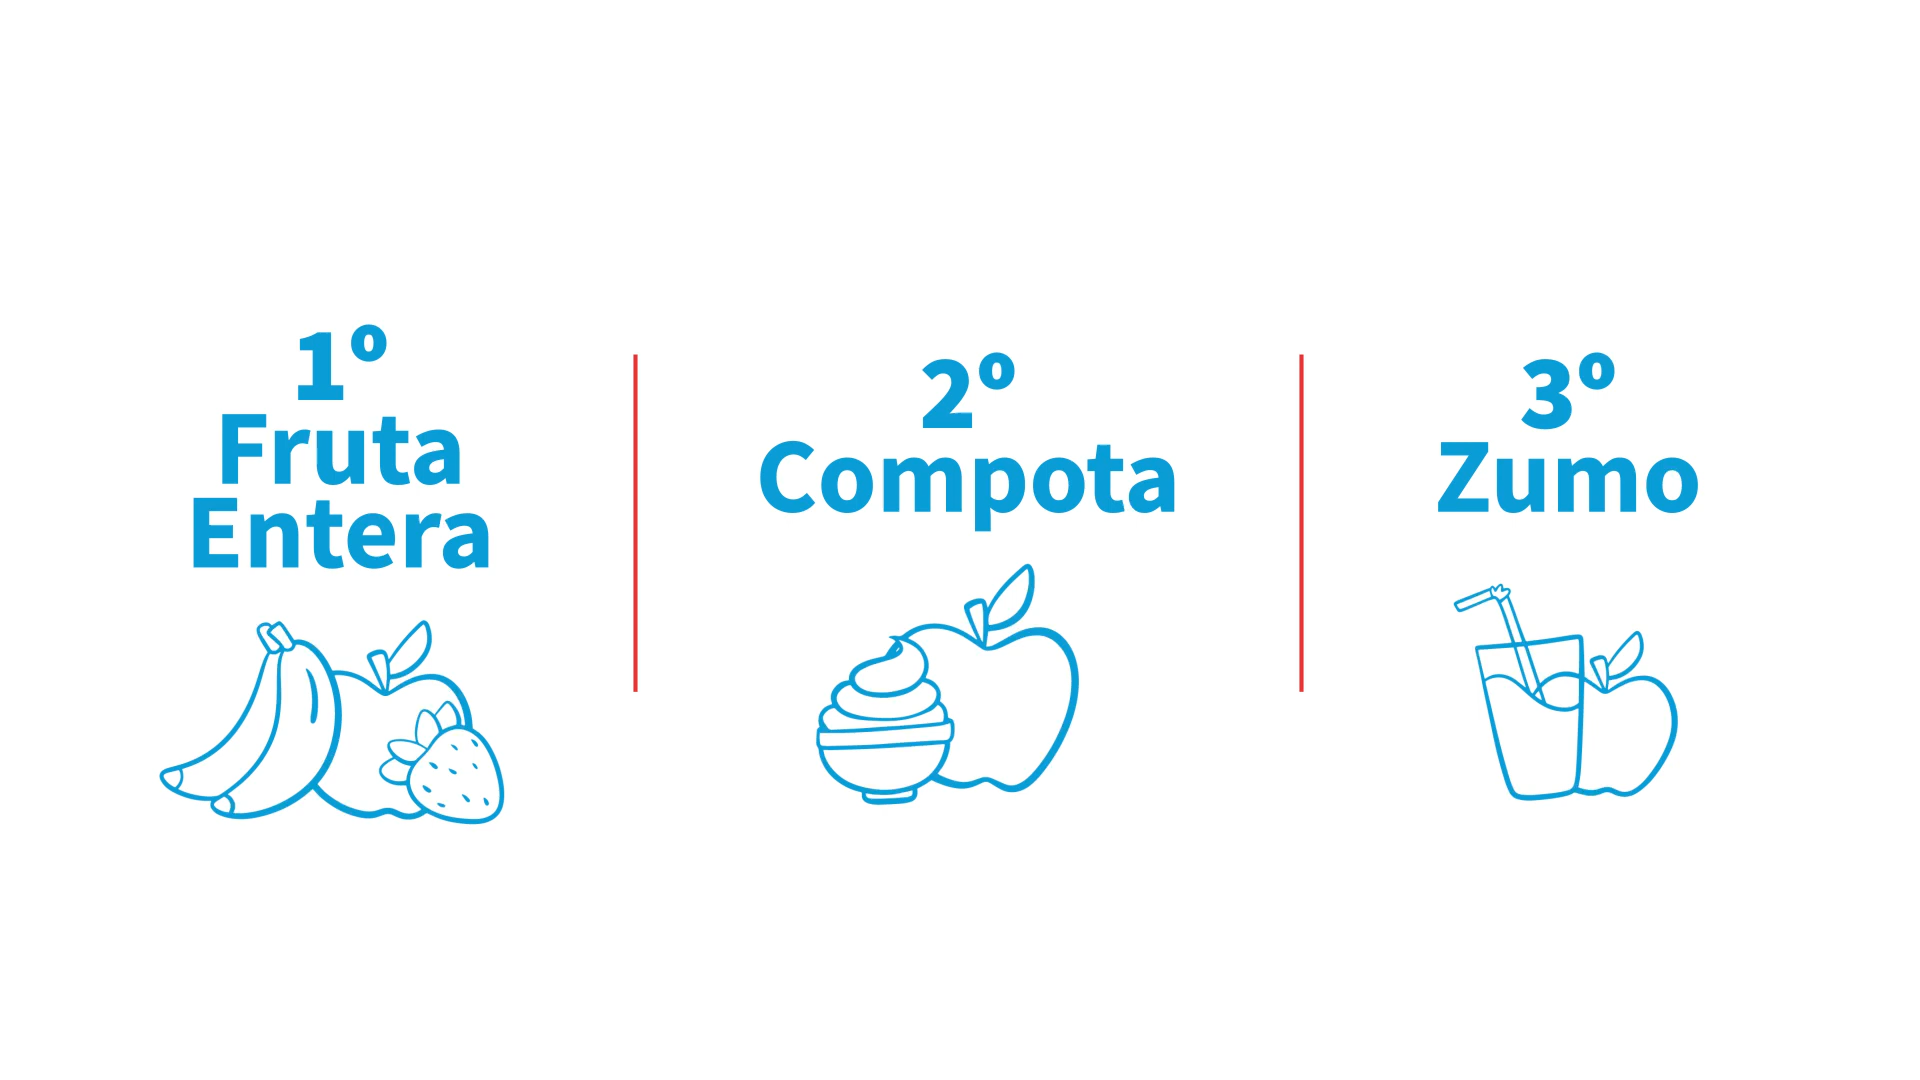 1º
Fruta
Entera
2º
Compota
3º
Zumo